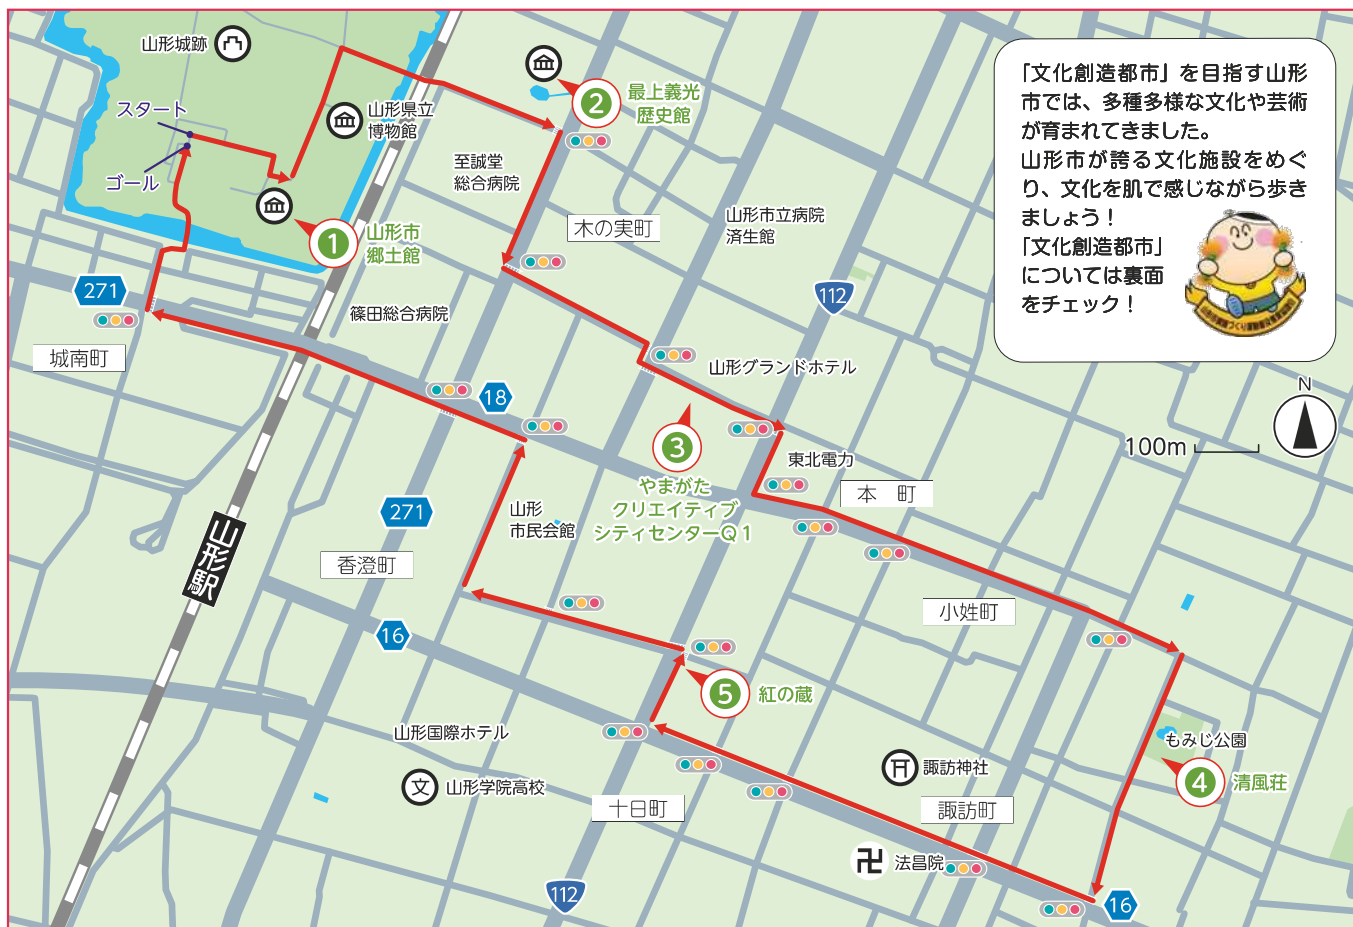 山形城跡
スタート
ゴール
山形県立
博物館
1
山形市
郷土館
2
最上義光
歴史館
至誠堂
総合病院
木の実町
山形市立病院
済生館
「文化創造都市」を目指す山形
市では、多種多様な文化や芸術
が育まれてきました。
山形市が誇る文化施設をめぐ
り、文化を肌で感じながら歩き
ましょう！
「文化創造都市」
については裏面
をチェック！
271
城南町
篠田総合病院
112
山形グランドホテル
18
3
やまがた
クリエイティブ
シティセンターQ1
東北電力
本 町
N
100m
271
山形
市民会館
山形駅
香澄町
小姓町
16
5
紅の蔵
山形国際ホテル
文
山形学院高校
十日町
諏訪神社
諏訪町
もみじ公園
4
清風荘
卍
法昌院
112
16